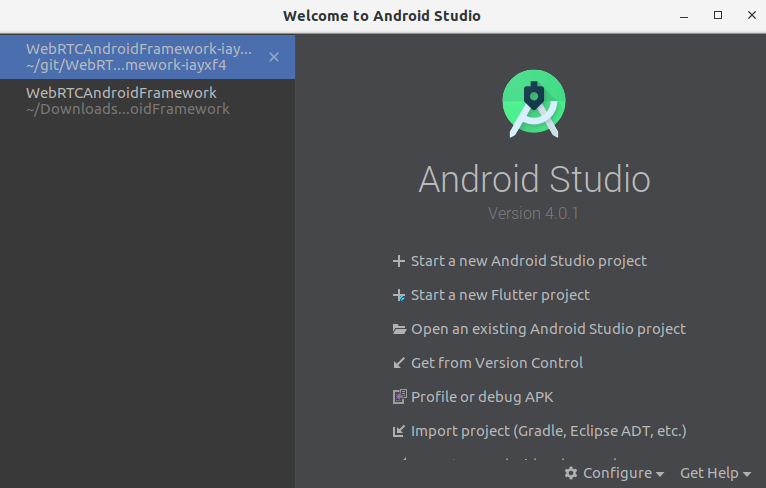 Welcome to Android Studio
WebRTCAndroidFramework-iay...
~/git/WebRT...mework-iayxf4
WebRTCAndroidFramework
~/Downloads...oidFramework
Android Studio
Version 4.0.1
Start a new Android Studio project
Start a new Flutter project
Open an existing Android Studio project
Get from Version Control
Profile or debug APK
Import project (Gradle, Eclipse ADT, etc.)
Configure
Get Help